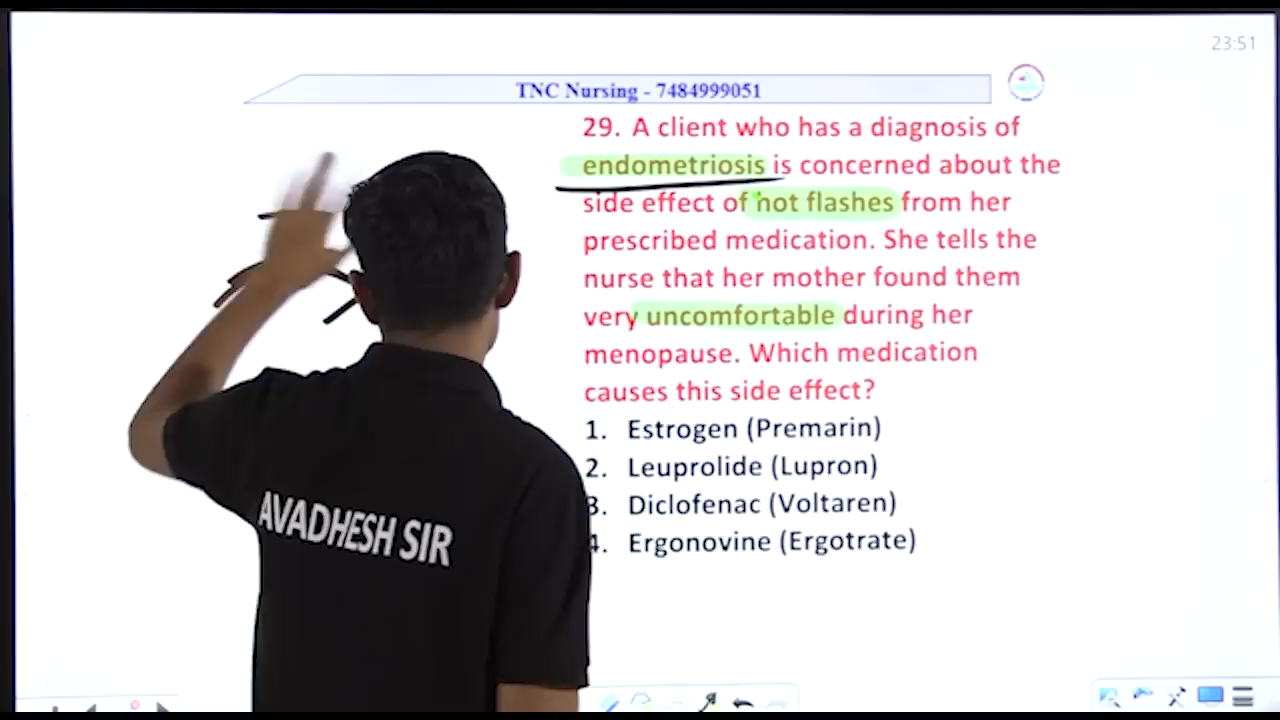 23:51
TNC Nursing - 7484999051
29. A client who has a diagnosis of
endometriosis is concerned about the
side effect of hot flashes from her
prescribed medication. She tells the
nurse that her mother found them
very uncomfortable during her
menopause. Which medication
causes this side effect?
1. Estrogen (Premarin)
2. Leuprolide (Lupron)
3. Diclofenac (Voltaren)
4. Ergonovine (Ergotrate)
AVADHESH SIR